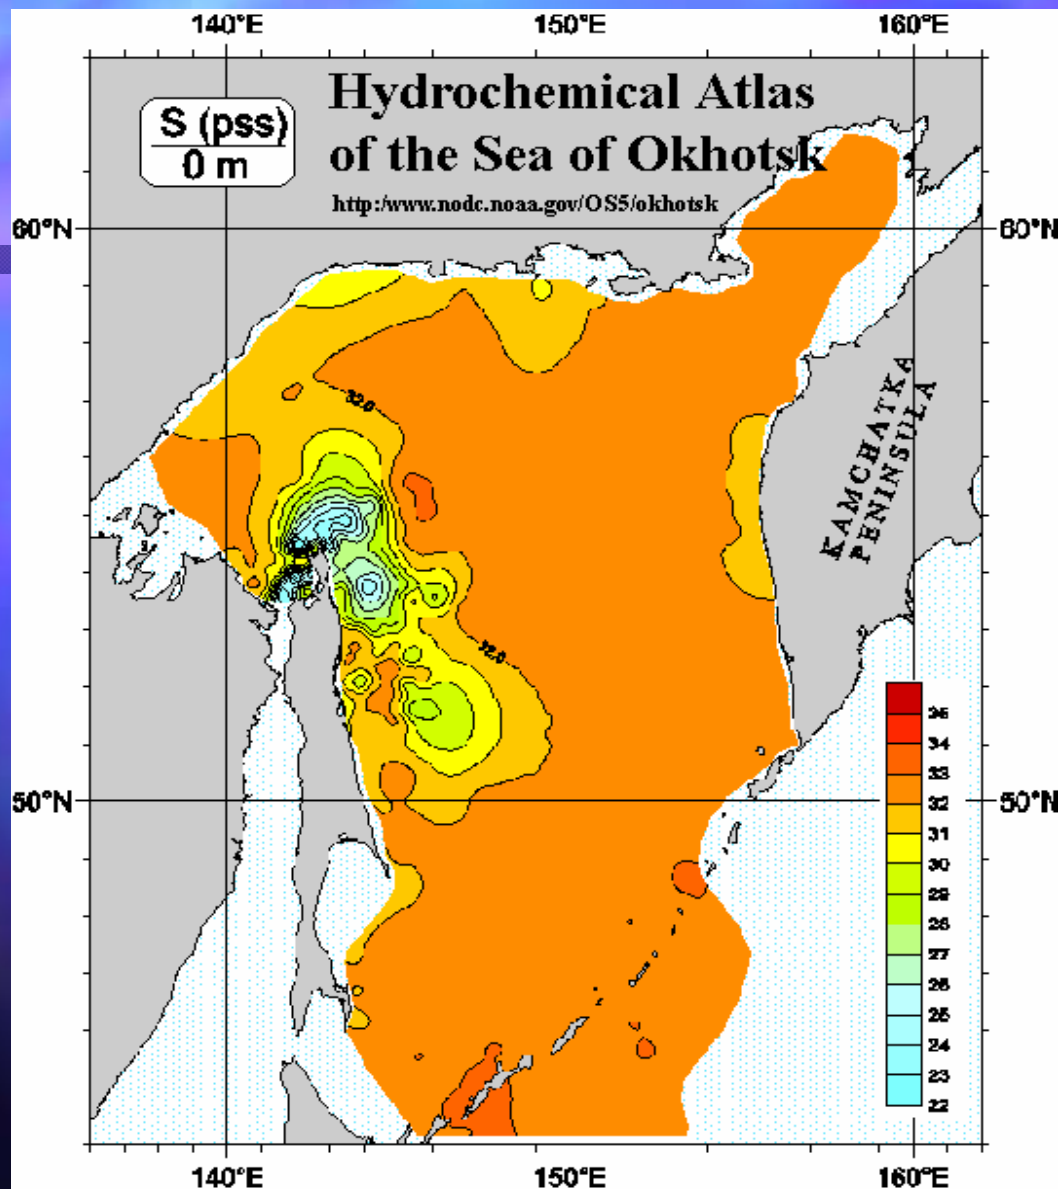 140°E 150°E 160°E
S (pss)
0 m
Hydrochemical Atlas
of the Sea of Okhotsk
http:/www.nodc.noaa.gov/OS5/okhotsk
60°N 60°N
32.0
KAMCHATKA
PENINSULA
32.0
35
34
33
32
31
30
29
28
27
26
25
24
23
22
50°N 50°N
140°E 150°E 160°E